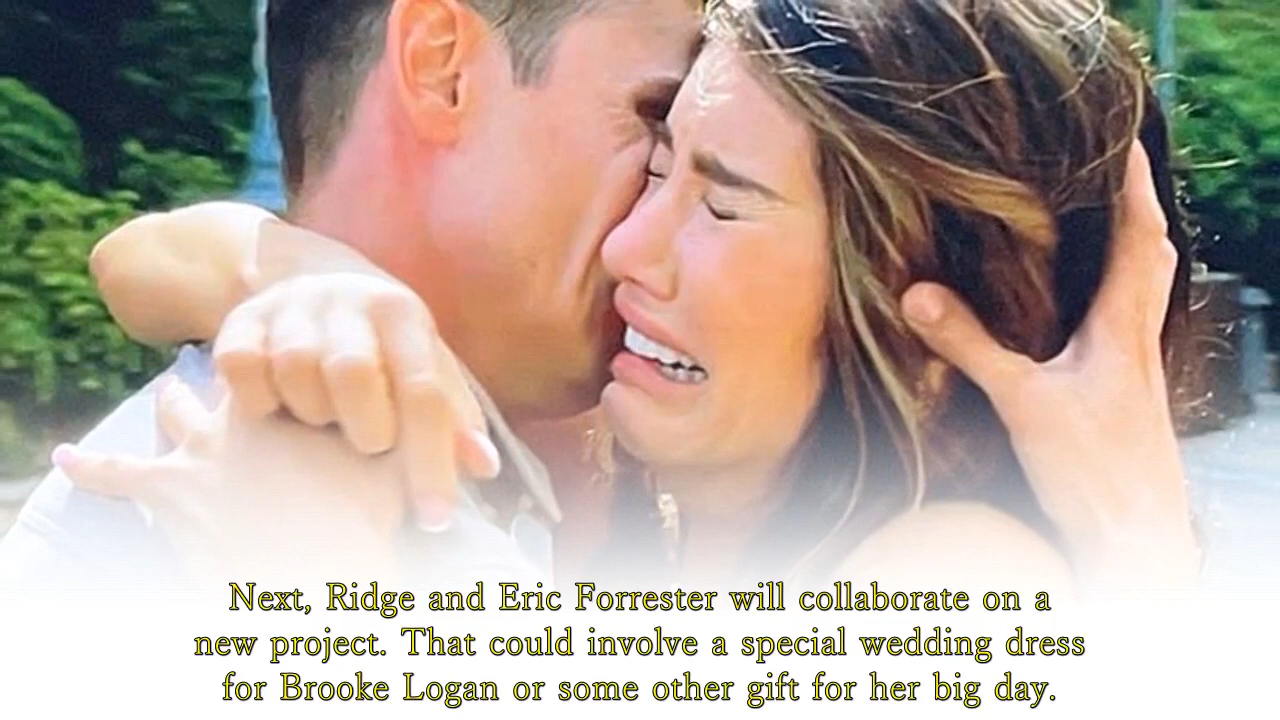 Next, Ridge and Eric Forrester will collaborate on a
new project. That could involve a special wedding dress
for Brooke Logan or some other gift for her big day.